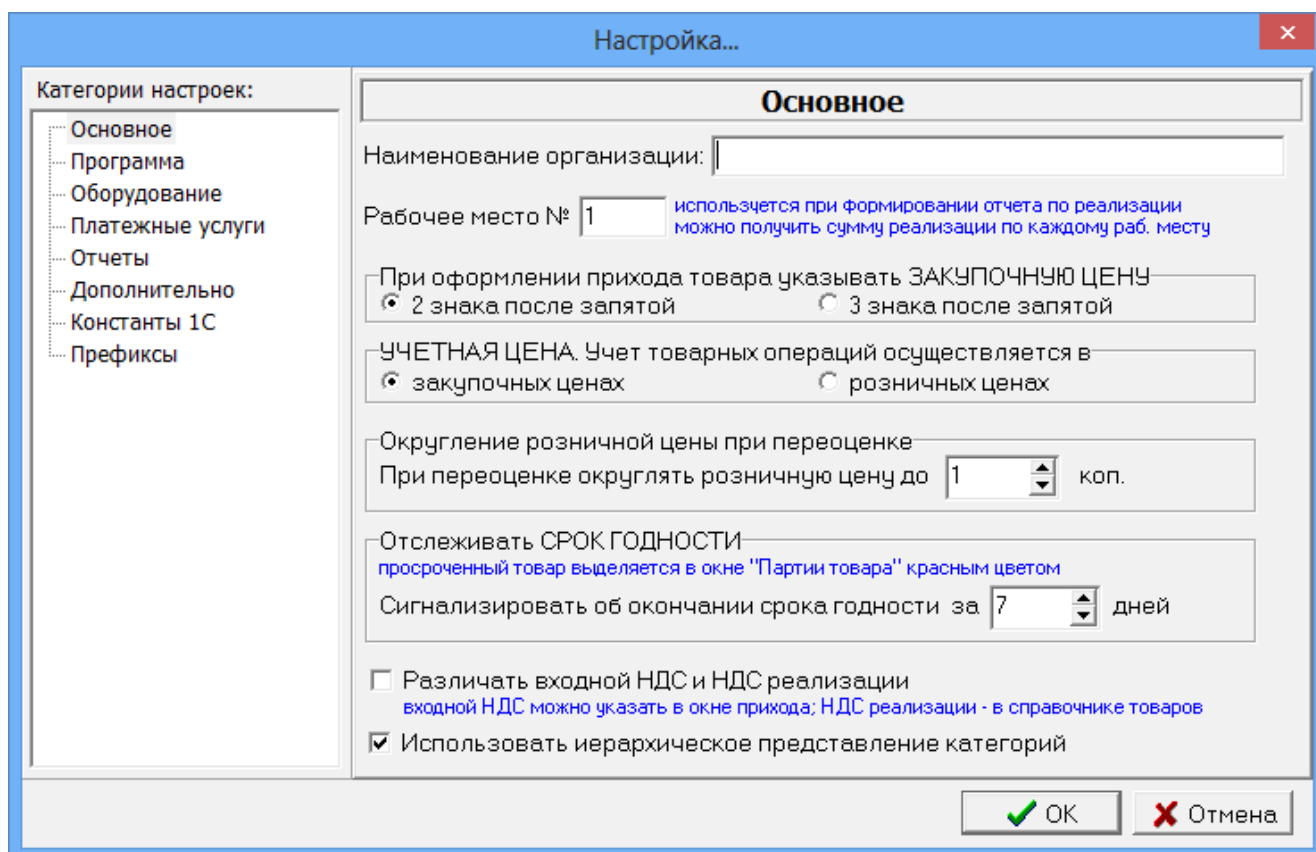 Настройка...
Категории настроек:
Основное
Программа
Оборудование
Платежные услуги
Отчеты
Дополнительно
Константы 1С
Префиксы
Основное
Наименование организации:
Рабочее место № 1
используется при формировании отчета по реализации
можно получить сумму реализации по каждому раб. месту
При оформлении прихода товара указывать ЗАКУПОЧНУЮ ЦЕНУ
2 знака после запятой 3 знака после запятой
УЧЕТНАЯ ЦЕНА. Учет товарных операций осуществляется в
закупочных ценах розничных ценах
Округление розничной цены при переоценке
При переоценке округлять розничную цену до 1 коп.
Отслеживать СРОК ГОДНОСТИ
просроченный товар выделяется в окне "Партии товара" красным цветом
Сигнализировать об окончании срока годности за 7 дней
Различать входной НДС и НДС реализации
входной НДС можно указать в окне прихода; НДС реализации - в справочнике товаров
Использовать иерархическое представление категорий
OK Отмена